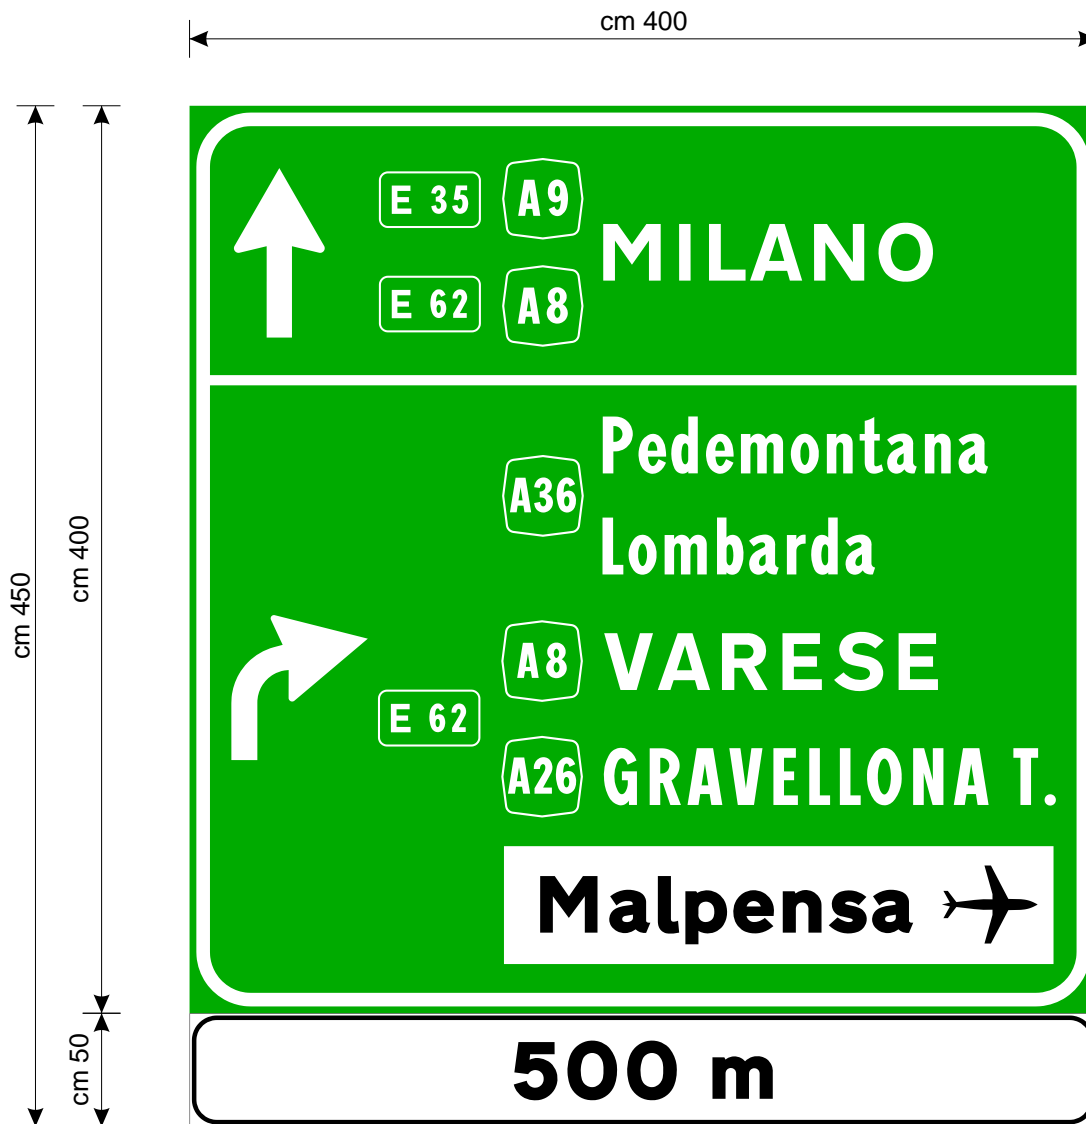 cm 400
cm 450
cm 400
E 35 A9
MILANO
E 62 A8
Pedemontana
A36
Lombarda
A8 VARESE
E 62
A26 GRAVELLONA T.
Malpensa
cm 50
500 m